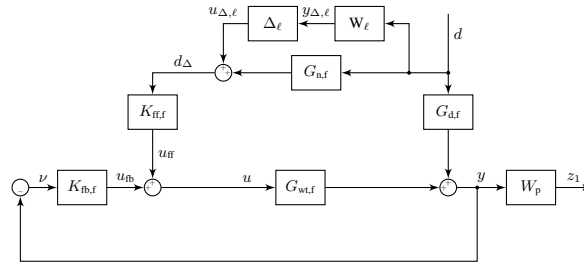 u_{Δ,ℓ} y_{Δ,ℓ}
Δ_ℓ W_ℓ
d
d_Δ + + G_{n,f}
K_{ff,f} G_{d,f}
u_{ff}
ν K_{fb,f} u_{fb} + + u G_{wt,f} + + y W_p z_1
−